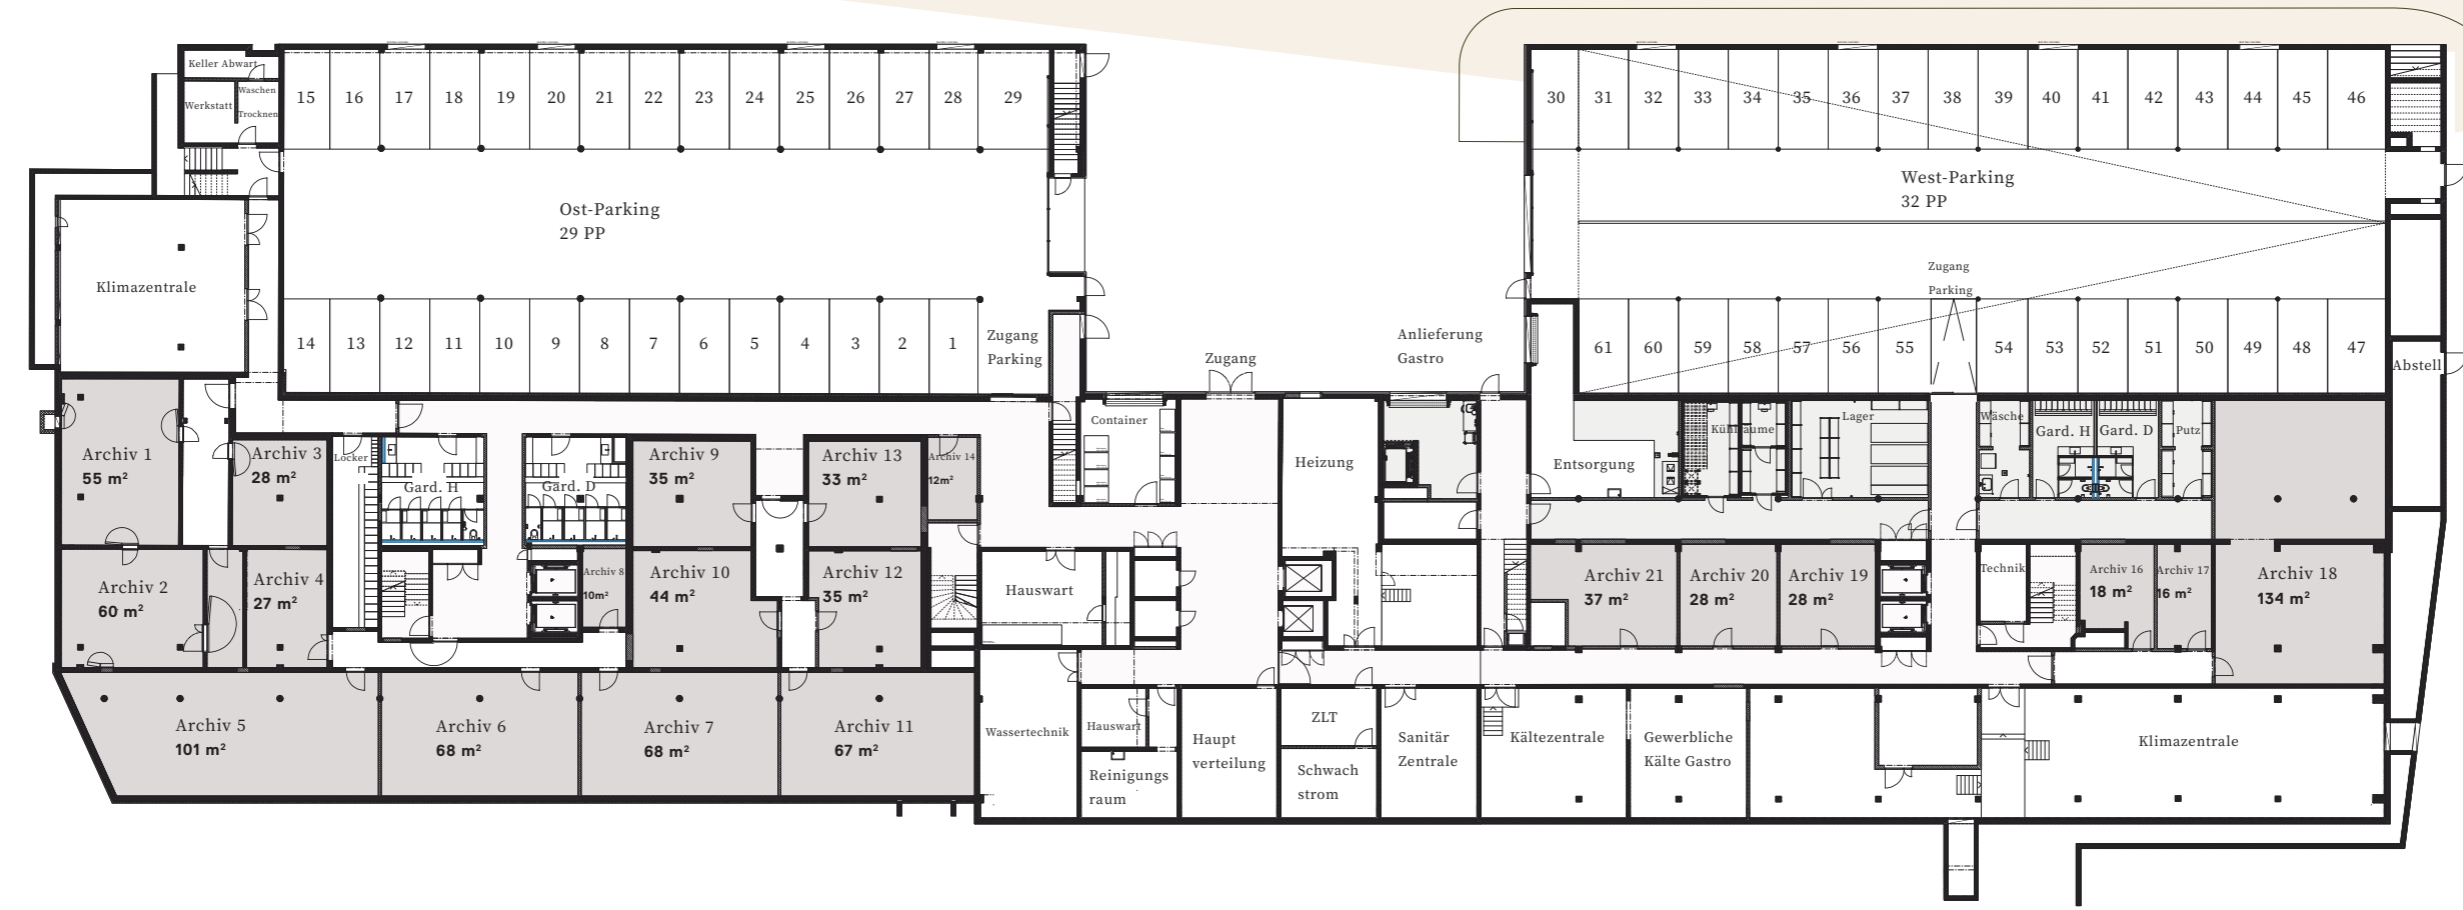 Keller Abwart
Werkstatt
Waschen
Trocknen
15 16 17 18 19 20 21 22 23 24 25 26 27 28 29
Ost-Parking
29 PP
Klimazentrale
14 13 12 11 10 9 8 7 6 5 4 3 2 1
Zugang
Parking
30 31 32 33 34 35 36 37 38 39 40 41 42 43 44 45 46
West-Parking
32 PP
Zugang
Parking
61 60 59 58 57 56 55 54 53 52 51 50 49 48 47
Abstell
Zugang
Anlieferung
Gastro
Archiv 1
55 m²
Archiv 3
28 m²
Locker
Gard. H
Gard. D
Archiv 9
35 m²
Archiv 13
33 m²
Archiv 14
12m²
Container
Heizung
Entsorgung
Kühlräume
Lager
Wäsche
Gard. H
Gard. D
Putz
Archiv 2
60 m²
Archiv 4
27 m²
Archiv 8
10m²
Archiv 10
44 m²
Archiv 12
35 m²
Hauswart
Archiv 21
37 m²
Archiv 20
28 m²
Archiv 19
28 m²
Technik
Archiv 16
18 m²
Archiv 17
16 m²
Archiv 18
134 m²
Archiv 5
101 m²
Archiv 6
68 m²
Archiv 7
68 m²
Archiv 11
67 m²
Wassertechnik
Hauswart
Reinigungs
raum
Haupt
verteilung
ZLT
Schwach
strom
Sanitär
Zentrale
Kältezentrale
Gewerbliche
Kälte Gastro
Klimazentrale